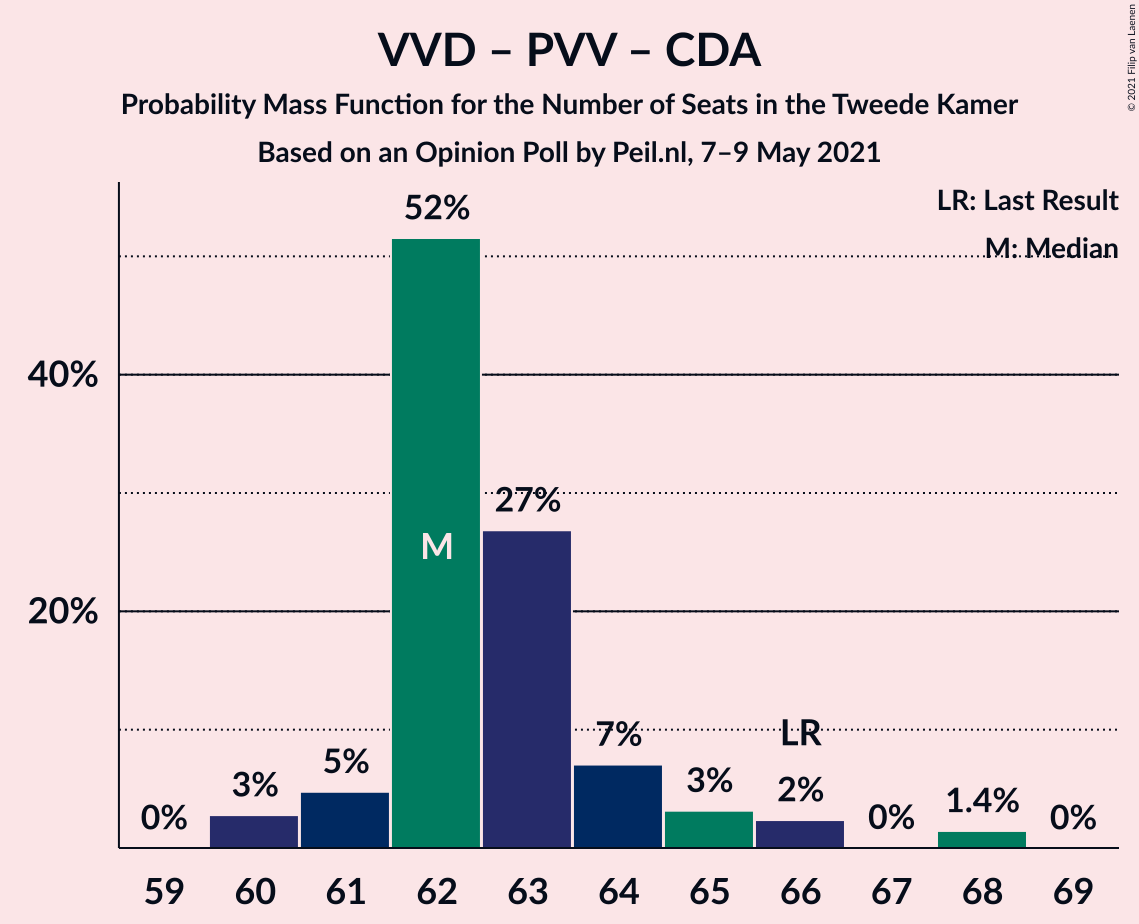 VVD – PVV – CDA
Probability Mass Function for the Number of Seats in the Tweede Kamer
Based on an Opinion Poll by Peil.nl, 7–9 May 2021
© 2021 Filip van Laenen
LR: Last Result
M: Median
52%
40%
27%
M
20%
7%
LR
5%
3%
3%
2%
1.4%
0%
0%
0%
59 60 61 62 63 64 65 66 67 68 69